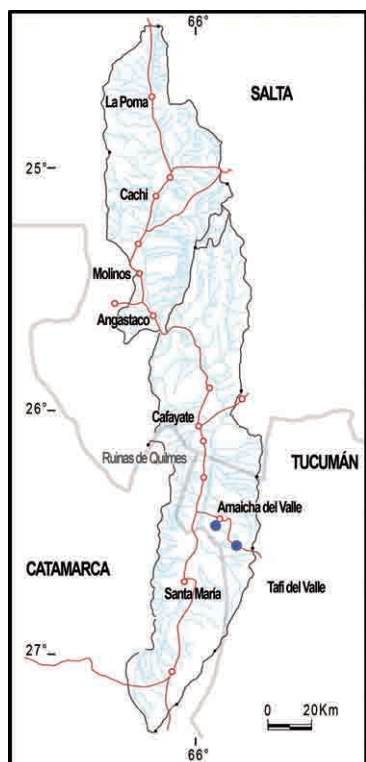 66°
La Poma
SALTA
25°
Cachi
Molinos
Angastaco
26°
Cafayate
Ruinas de Quilmes
TUCUMÁN
Amaicha del Valle
CATAMARCA
Santa María
Tafí del Valle
27°
0 20Km
66°